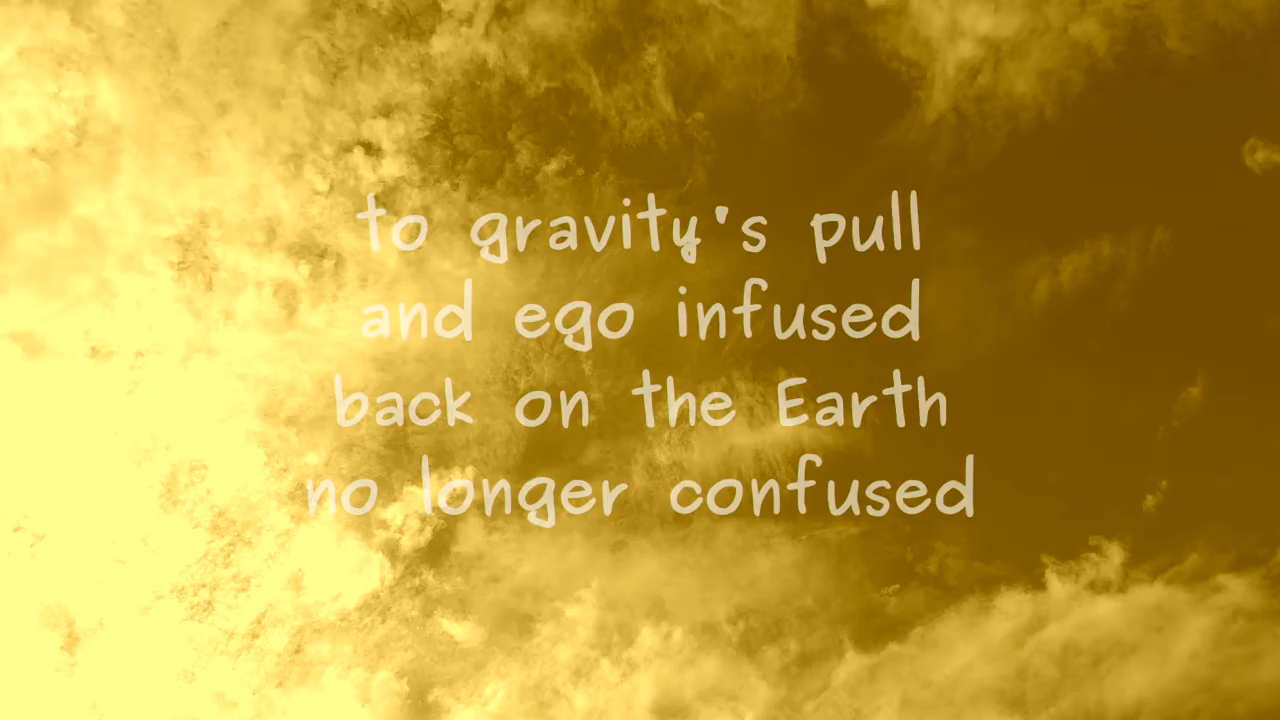 to gravity's pull
and ego infused
back on the Earth
no longer confused